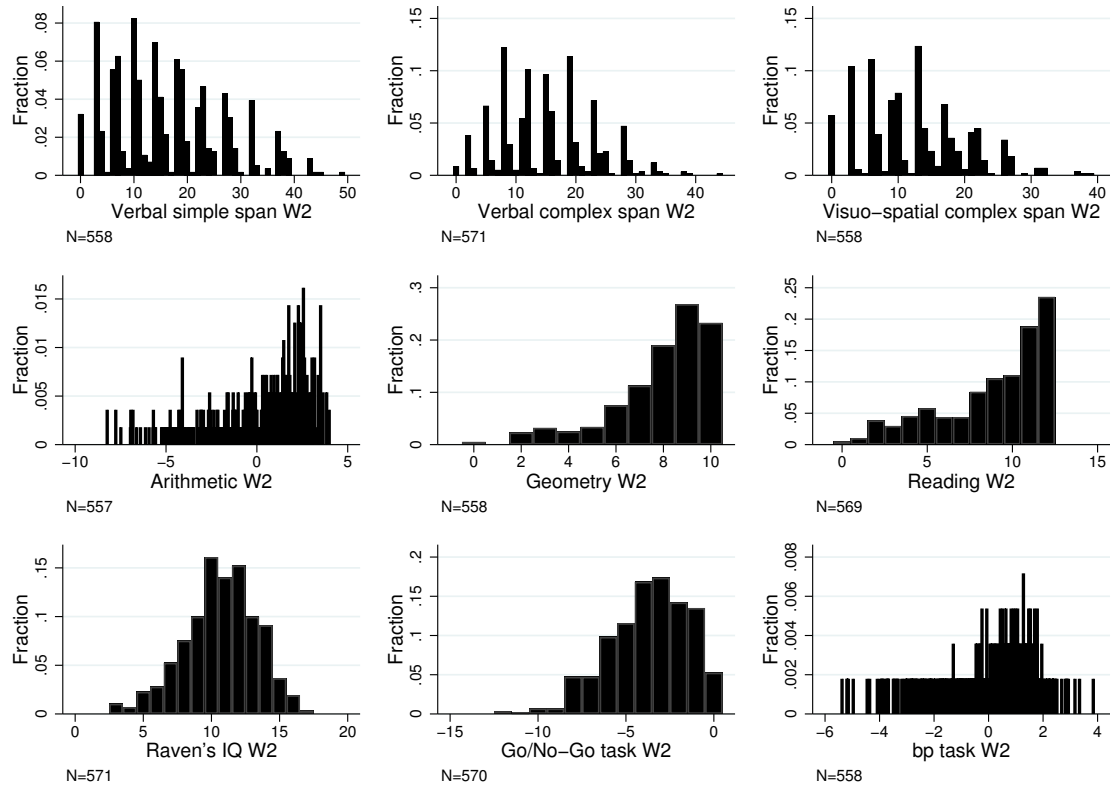 Fraction
0 .02 .04 .06 .08
0 10 20 30 40 50
Verbal simple span W2
N=558
Fraction
0 .05 .1 .15
0 10 20 30 40
Verbal complex span W2
N=571
Fraction
0 .05 .1 .15
0 10 20 30 40
Visuo−spatial complex span W2
N=558
Fraction
0 .005 .01 .015
−10 −5 0 5
Arithmetic W2
N=557
Fraction
0 .1 .2 .3
0 2 4 6 8 10
Geometry W2
N=558
Fraction
0 .05 .1 .15 .2 .25
0 5 10 15
Reading W2
N=569
Fraction
0 .05 .1 .15
0 5 10 15 20
Raven's IQ W2
N=571
Fraction
0 .05 .1 .15 .2
−15 −10 −5 0
Go/No−Go task W2
N=570
Fraction
0 .002 .004 .006 .008
−6 −4 −2 0 2 4
bp task W2
N=558